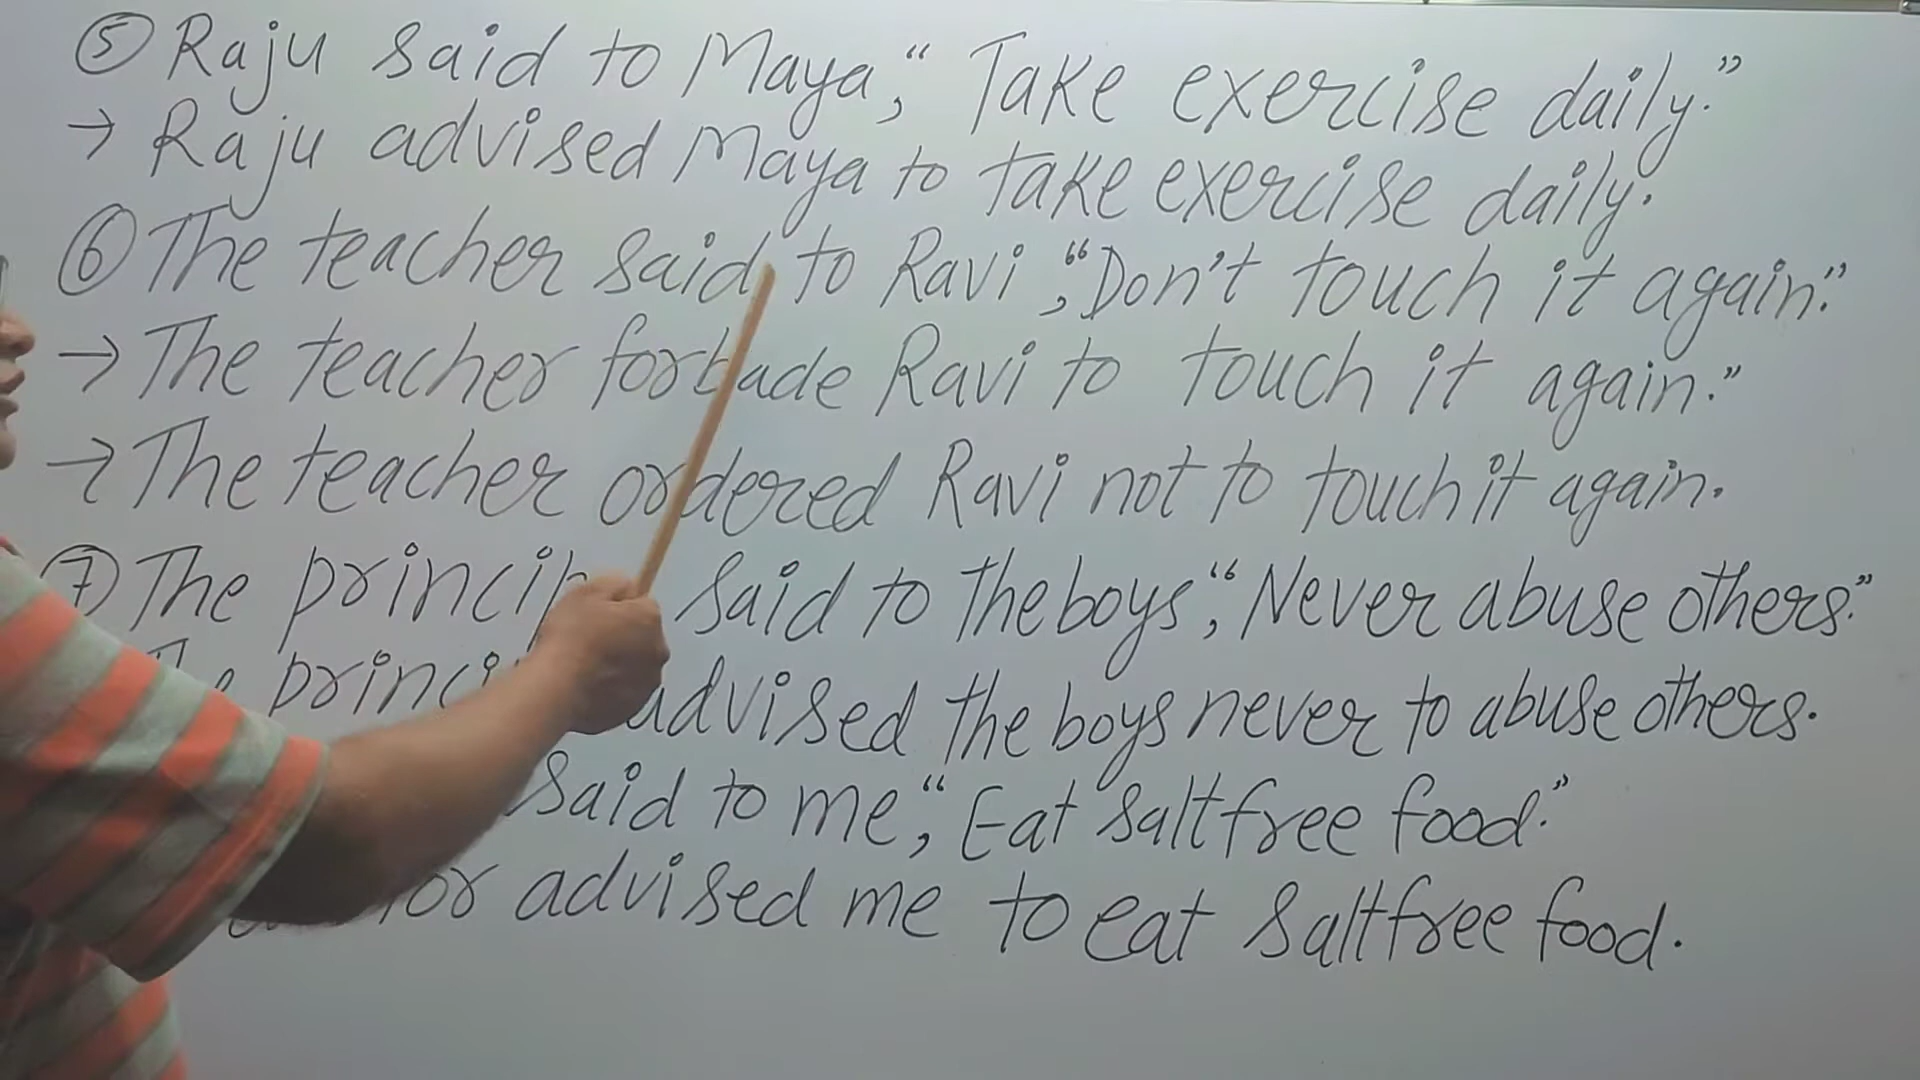 ⑤ Raju said to Maya, “Take exercise daily.”
→ Raju advised Maya to take exercise daily.
⑥ The teacher said to Ravi, “Don't touch it again.”
→ The teacher forbade Ravi to touch it again.”
→ The teacher ordered Ravi not to touch it again.
⑦ The said to the boys, “Never abuse others.”
advised the boys never to abuse others.
said to me, “Eat saltfree food.”
advised me to eat saltfree food.